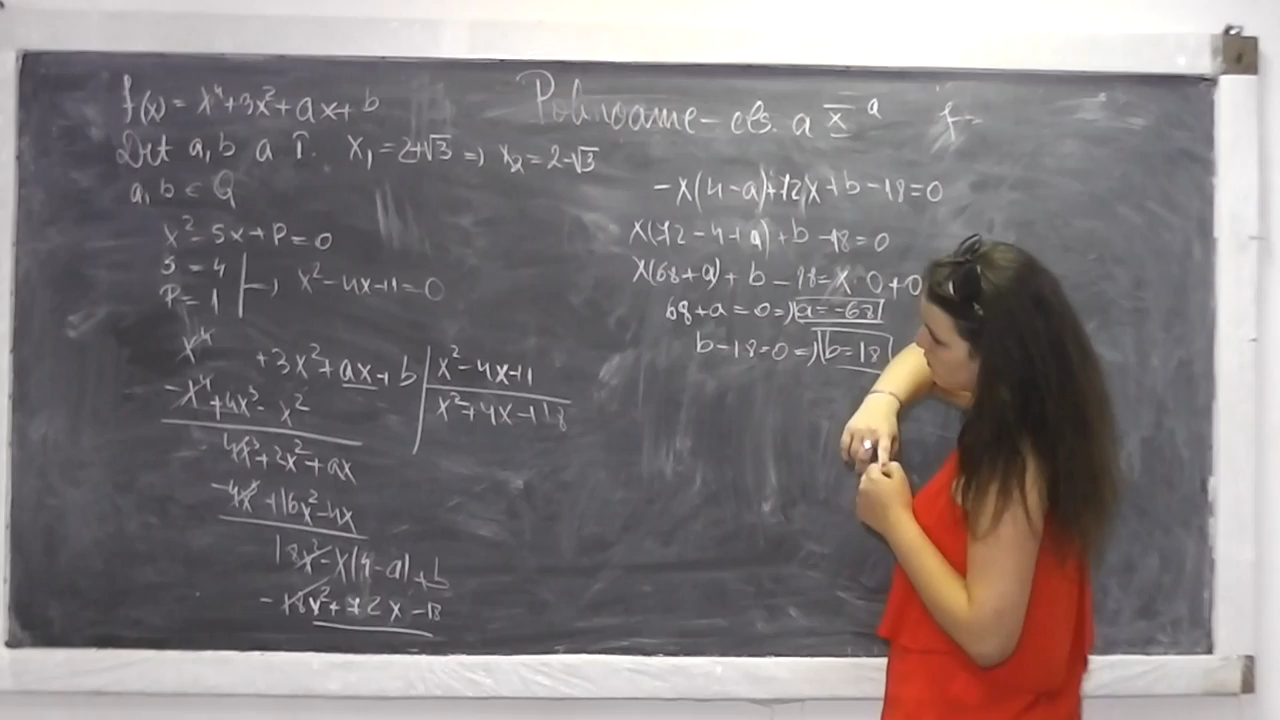 f(x) = x⁴+3x²+ax+b
Det a,b a î. x₁=2+√3 => x₂=2-√3
a,b ∈ Q
x²-Sx+P=0
S=4
P=1 => x²-4x+1=0
x⁴ +3x²+ax+b | x²-4x+1
-x⁴+4x³-x² | x²+4x+18
4x³+2x²+ax
-4x³+16x²-4x
18x²-x(4-a)+b
-18x²+72x-18
Polinoame - cls. a X a
f=
-x(4-a)+72x+b-18=0
x(72-4+a)+b-18=0
x(68+a)+b-18=x·0+0
68+a=0=>a=-68
b-18=0=>b=18